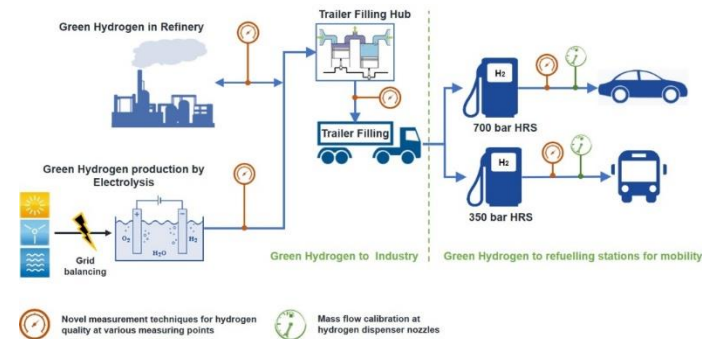 Green Hydrogen in Refinery
Trailer Filling Hub
H2
700 bar HRS
Trailer Filling
Green Hydrogen production by
Electrolysis
H2
350 bar HRS
+
−
O2
H2
H2O
Grid
balancing
Green Hydrogen to Industry
Green Hydrogen to refuelling stations for mobility
Novel measurement techniques for hydrogen
quality at various measuring points
Mass flow calibration at
hydrogen dispenser nozzles